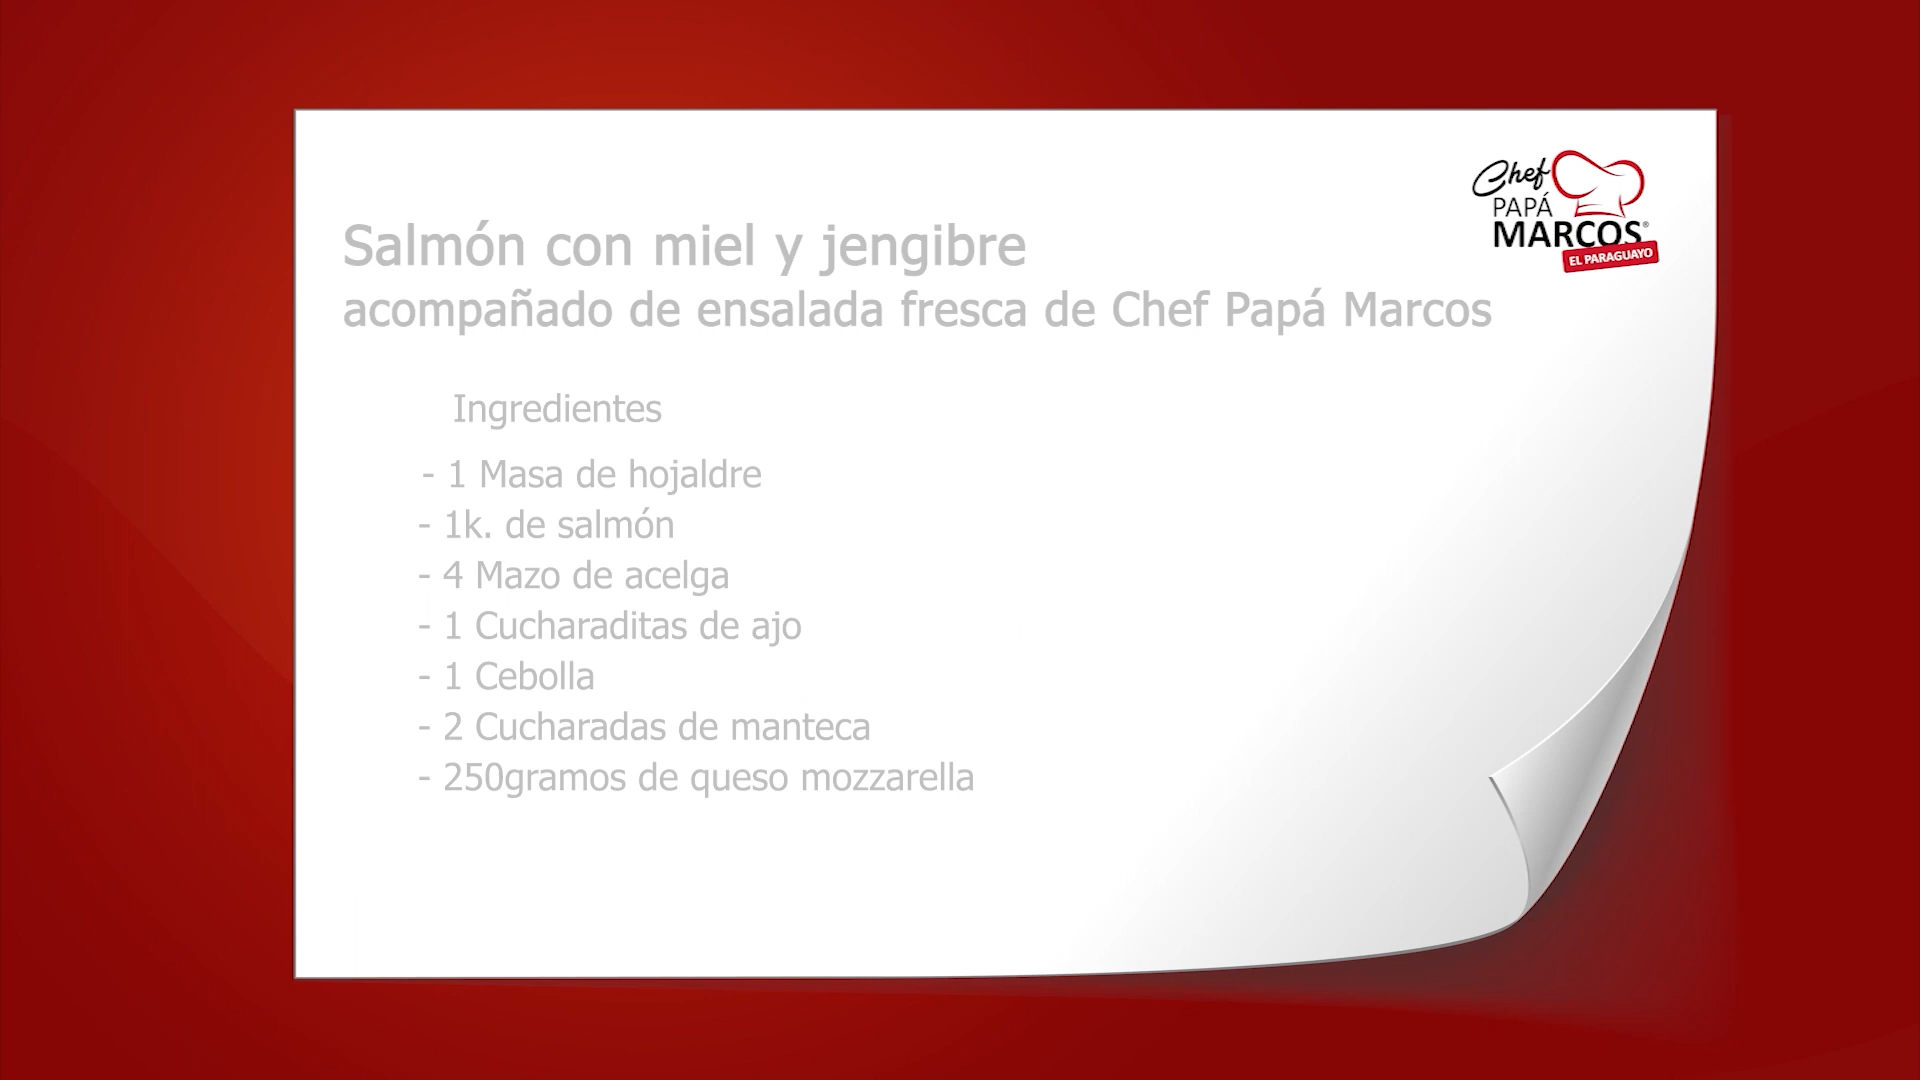 Chef
PAPÁ
MARCOS®
EL PARAGUAYO
Salmón con miel y jengibre
acompañado de ensalada fresca de Chef Papá Marcos
Ingredientes
- 1 Masa de hojaldre
- 1k. de salmón
- 4 Mazo de acelga
- 1 Cucharaditas de ajo
- 1 Cebolla
- 2 Cucharadas de manteca
- 250gramos de queso mozzarella